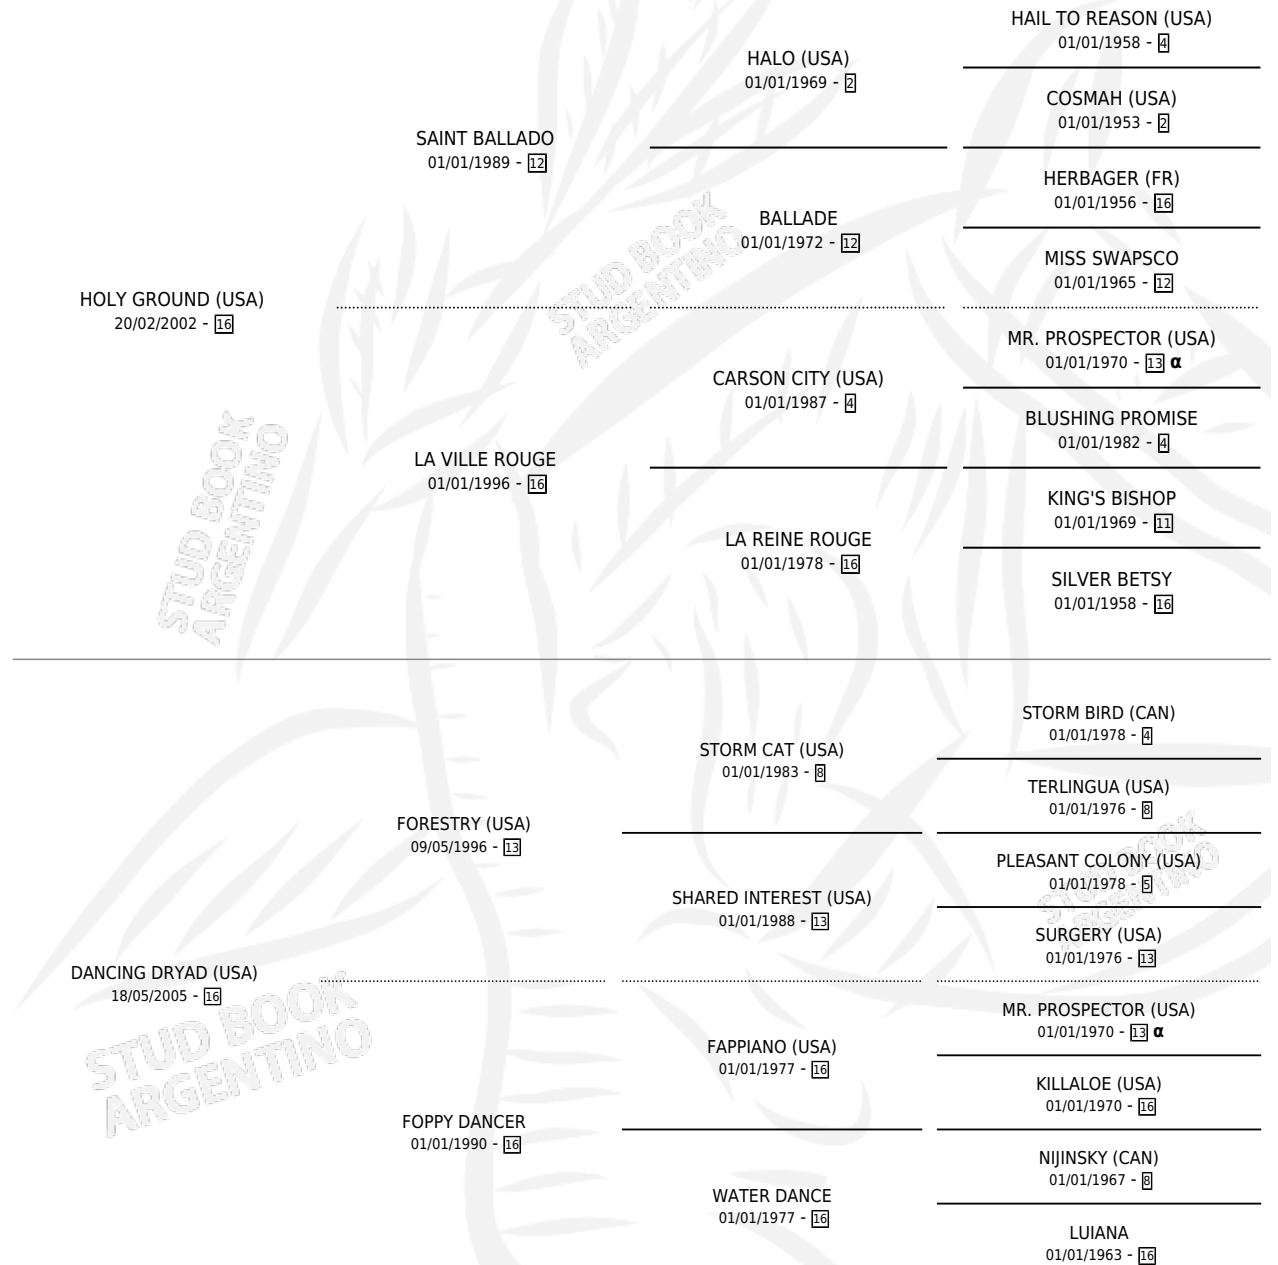 HAIL TO REASON (USA)
01/01/1958 - 4
HALO (USA)
01/01/1969 - 2
COSMAH (USA)
01/01/1953 - 2
SAINT BALLADO
01/01/1989 - 12
HERBAGER (FR)
01/01/1956 - 16
BALLADE
01/01/1972 - 12
MISS SWAPSCO
01/01/1965 - 12
HOLY GROUND (USA)
20/02/2002 - 16
MR. PROSPECTOR (USA)
01/01/1970 - 13 α
CARSON CITY (USA)
01/01/1987 - 4
BLUSHING PROMISE
01/01/1982 - 4
LA VILLE ROUGE
01/01/1996 - 16
KING'S BISHOP
01/01/1969 - 11
LA REINE ROUGE
01/01/1978 - 16
SILVER BETSY
01/01/1958 - 16
STORM BIRD (CAN)
01/01/1978 - 4
STORM CAT (USA)
01/01/1983 - 8
TERLINGUA (USA)
01/01/1976 - 8
FORESTRY (USA)
09/05/1996 - 13
PLEASANT COLONY (USA)
01/01/1978 - 5
SHARED INTEREST (USA)
01/01/1988 - 13
SURGERY (USA)
01/01/1976 - 13
DANCING DRYAD (USA)
18/05/2005 - 16
MR. PROSPECTOR (USA)
01/01/1970 - 13 α
FAPPIANO (USA)
01/01/1977 - 16
KILLALOE (USA)
01/01/1970 - 16
FOPPY DANCER
01/01/1990 - 16
NIJINSKY (CAN)
01/01/1967 - 8
WATER DANCE
01/01/1977 - 16
LUIANA
01/01/1963 - 16
STUD BOOK
ARGENTINO
STUD BOOK
ARGENTINO
STUD BOOK
ARGENTINO
STUD BOOK
ARGENTINO